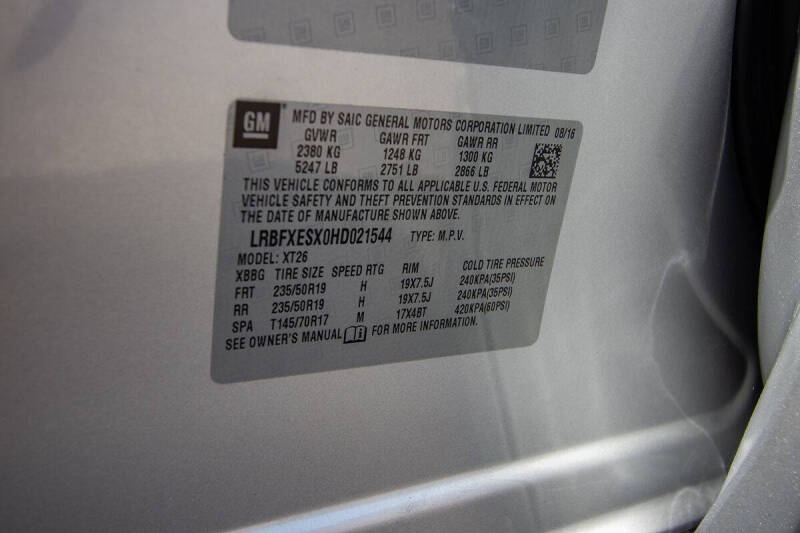 GM
MFD BY SAIC GENERAL MOTORS CORPORATION LIMITED 08/16
GVWR GAWR FRT GAWR RR
2380 KG 1248 KG 1300 KG
5247 LB 2751 LB 2866 LB
THIS VEHICLE CONFORMS TO ALL APPLICABLE U.S. FEDERAL MOTOR
VEHICLE SAFETY AND THEFT PREVENTION STANDARDS IN EFFECT ON
THE DATE OF MANUFACTURE SHOWN ABOVE.
LRBFXESX0HD021544 TYPE: M.P.V.
MODEL: XT26
XBBG TIRE SIZE SPEED RTG RIM COLD TIRE PRESSURE
FRT 235/50R19 H 19X7.5J 240KPA(35PSI)
RR 235/50R19 H 19X7.5J 240KPA(35PSI)
SPA T145/70R17 M 17X4BT 420KPA(60PSI)
SEE OWNER'S MANUAL FOR MORE INFORMATION.